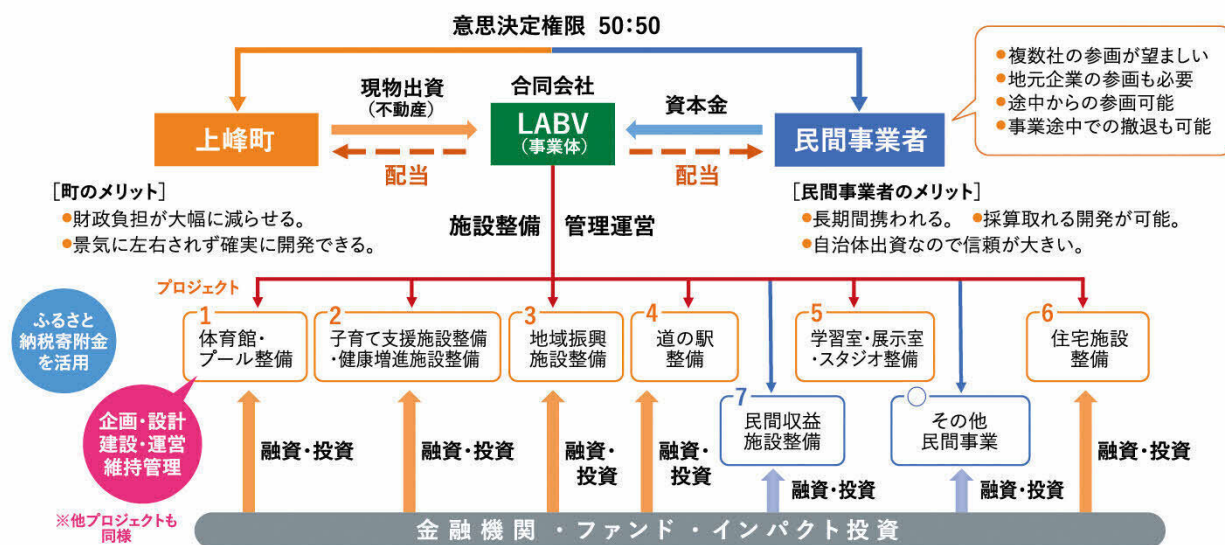 意思決定権限 50:50
現物出資
(不動産)
合同会社
資本金
上峰町
LABV
(事業体)
民間事業者
配当
配当
●複数社の参画が望ましい
●地元企業の参画も必要
●途中からの参画可能
●事業途中での撤退も可能
[町のメリット]
●財政負担が大幅に減らせる。
●景気に左右されず確実に開発できる。
[民間事業者のメリット]
●長期間携われる。 ●採算取れる開発が可能。
●自治体出資なので信頼が大きい。
施設整備 管理運営
プロジェクト
ふるさと
納税寄附金
を活用
1
体育館・
プール整備
2
子育て支援施設整備
・健康増進施設整備
3
地域振興
施設整備
4
道の駅
整備
5
学習室・展示室
・スタジオ整備
6
住宅施設
整備
7
民間収益
施設整備
○
その他
民間事業
企画・設計
建設・運営
維持管理
※他プロジェクトも
同様
融資・投資
融資・投資
融資・
投資
融資・
投資
融資・投資
融資・投資
融資・投資
金融機関・ファンド・インパクト投資